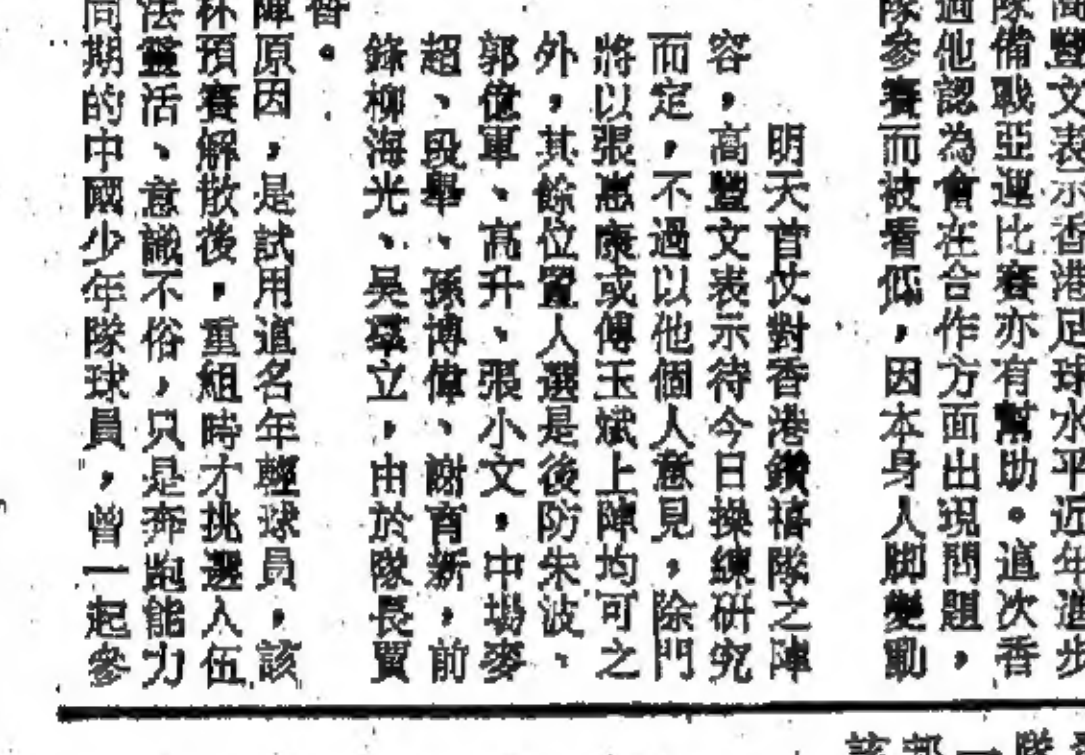 高豐文表示香港足球水平近年進步
隊備戰亞運比賽亦有幫助。這次香
過他認為會在合作方面出現問題,
隊參賽而被看低,因本身人脚變動
明天首仗對香港鑽禧隊之陣
容,高豐文表示待今日操練研究
而定,不過以他個人意見,除門
將以張惠康或傅玉斌上陣均可之
外,其餘位置人選是後防朱波、
郭億軍、高升、張小文,中場麥
超、段舉、孫博偉、謝育新,前
鋒柳海光、吳羣立,由於隊長賈
陣原因,是試用這名年輕球員,該
杯預賽解散後,重組時才挑選入伍
法靈活、意識不俗,只是奔跑能力
同期的中國少年隊球員,曾一起參